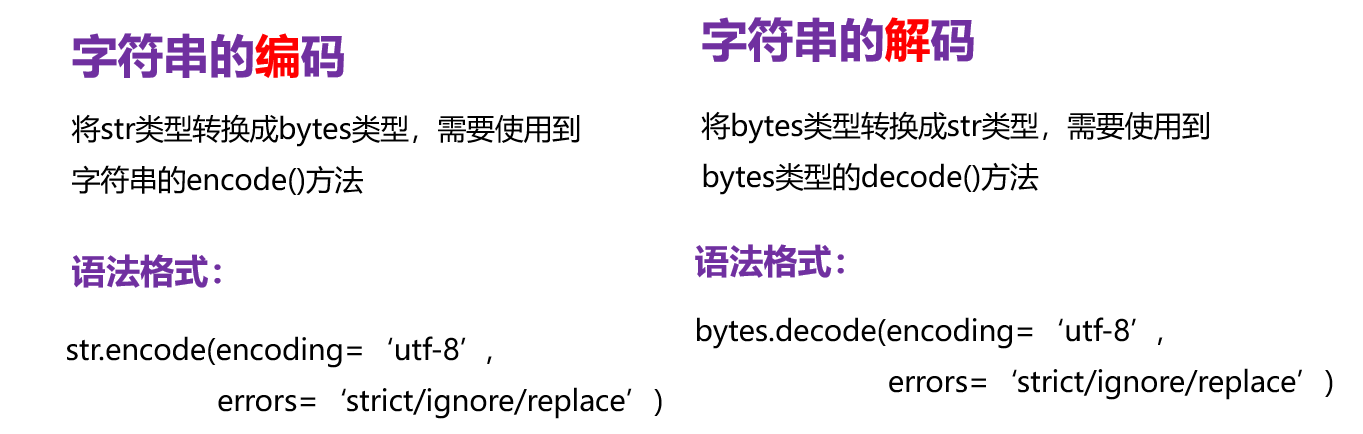 字符串的编码
将str类型转换成bytes类型，需要使用到
字符串的encode()方法
语法格式：
str.encode(encoding=‘utf-8’,
errors=‘strict/ignore/replace’)
字符串的解码
将bytes类型转换成str类型，需要使用到
bytes类型的decode()方法
语法格式：
bytes.decode(encoding=‘utf-8’,
errors=‘strict/ignore/replace’)